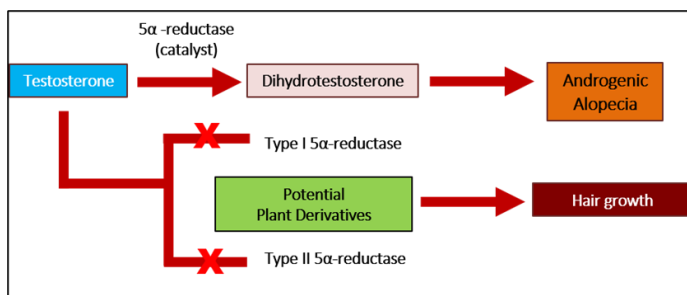 5α -reductase
(catalyst)
Testosterone
Dihydrotestosterone
Androgenic
Alopecia
Type I 5α-reductase
Potential
Plant Derivatives
Hair growth
Type II 5α-reductase